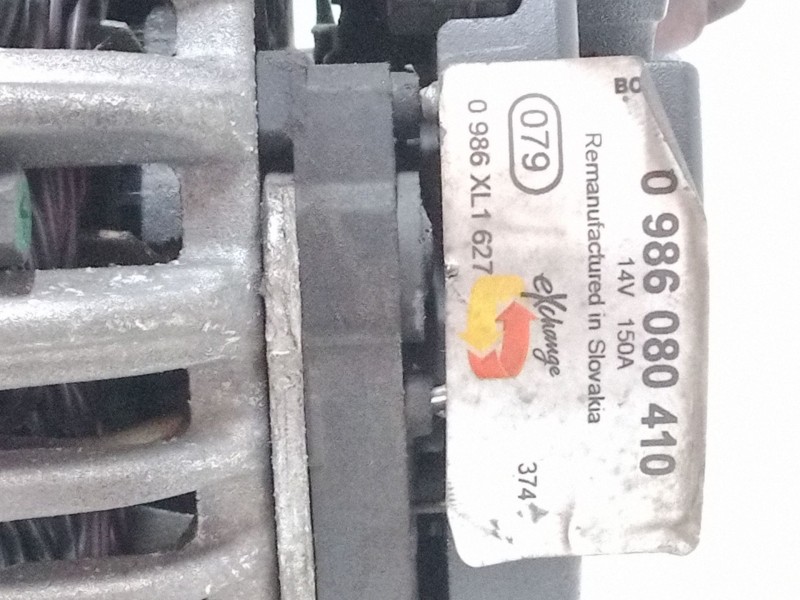 BO
0 986 080 410
14V 150A
Remanufactured in Slovakia
eXchange
374
079
0 986 XL1 627